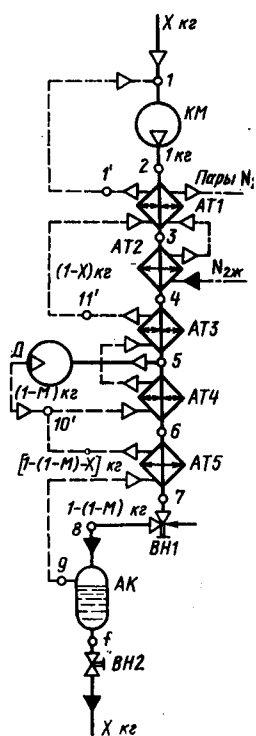 X кг
1
КМ
1 кг
2
1'
Пары N₂
АТ1
АТ2
3
(1-X) кг
N₂ж
4
11'
АТ3
Д
5
(1-М) кг
АТ4
10'
6
[1-(1-М)-X] кг
АТ5
7
1-(1-М) кг
8
ВН1
9
АК
f
ВН2
X кг